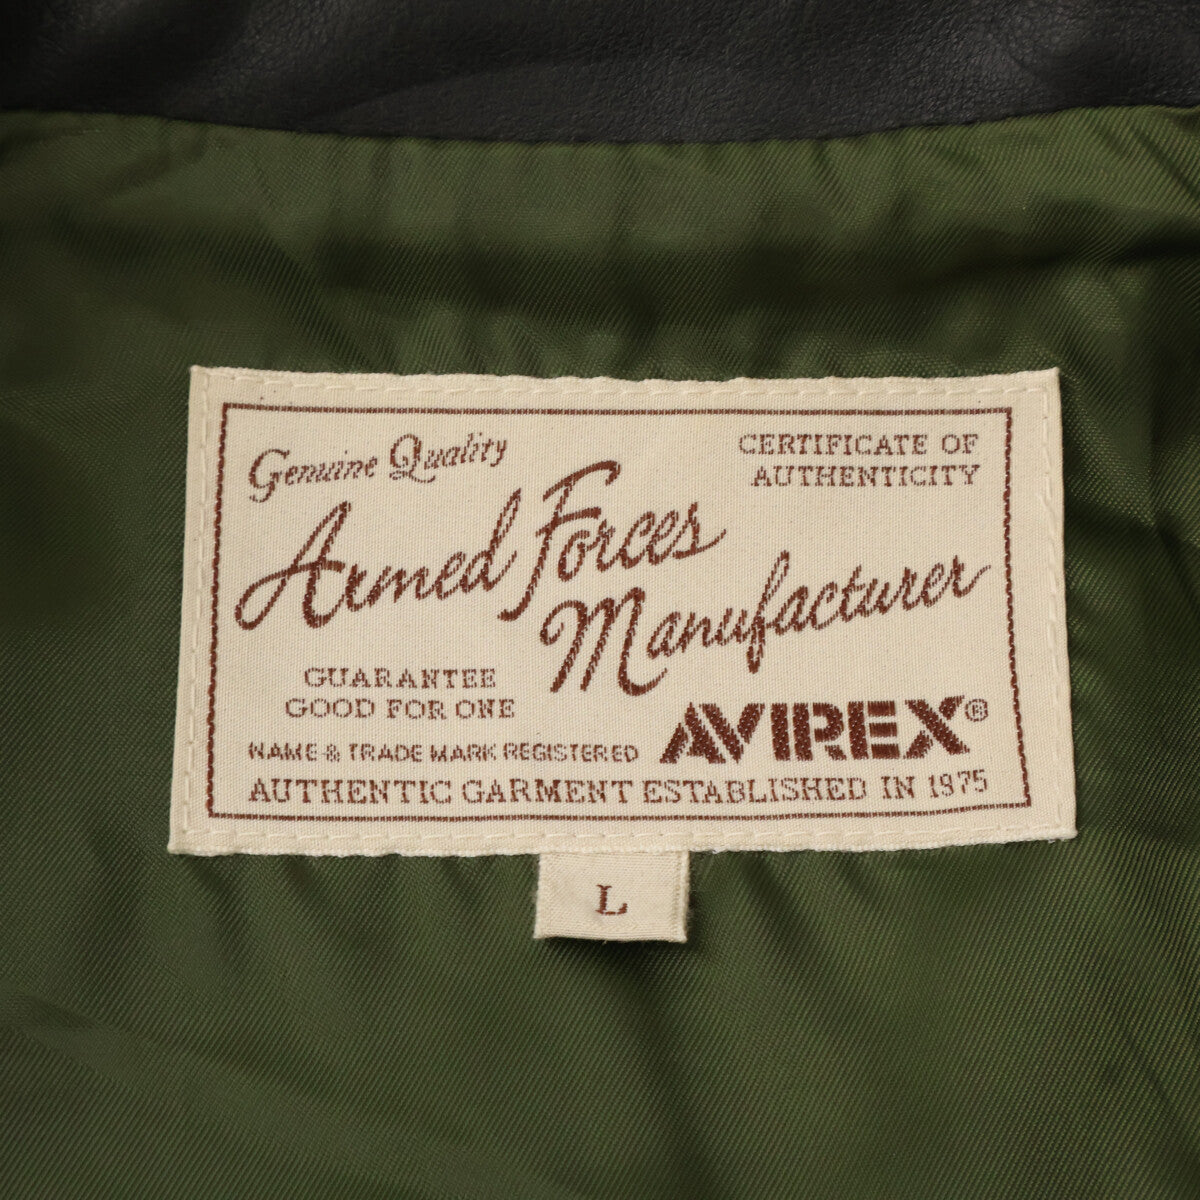 Genuine Quality
CERTIFICATE OF
AUTHENTICITY
Armed Forces
Manufacturer
GUARANTEE
GOOD FOR ONE
NAME & TRADE MARK REGISTERED
AVIREX®
AUTHENTIC GARMENT ESTABLISHED IN 1975
L